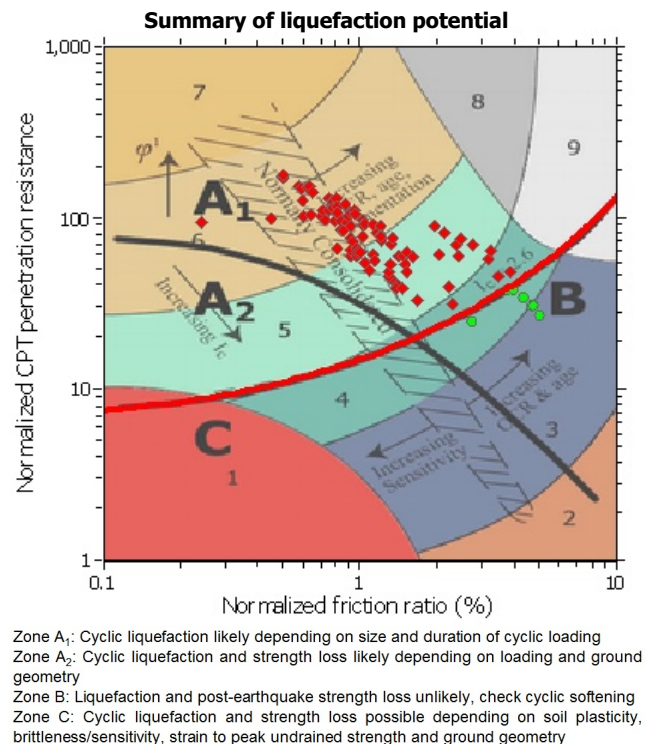 Summary of liquefaction potential
1,000
7
8
9
φ'
Increasing
OCR, age,
cementation
Normally Consolidated
A1
100
6
Ic=2.6
A2
B
Increasing Ic
5
10
4
Increasing
OCR & age
3
C
Increasing
Sensitivity
1
2
1
0.1
1
10
Normalized CPT penetration resistance
Normalized friction ratio (%)
Zone A1: Cyclic liquefaction likely depending on size and duration of cyclic loading
Zone A2: Cyclic liquefaction and strength loss likely depending on loading and ground
geometry
Zone B: Liquefaction and post-earthquake strength loss unlikely, check cyclic softening
Zone C: Cyclic liquefaction and strength loss possible depending on soil plasticity,
brittleness/sensitivity, strain to peak undrained strength and ground geometry